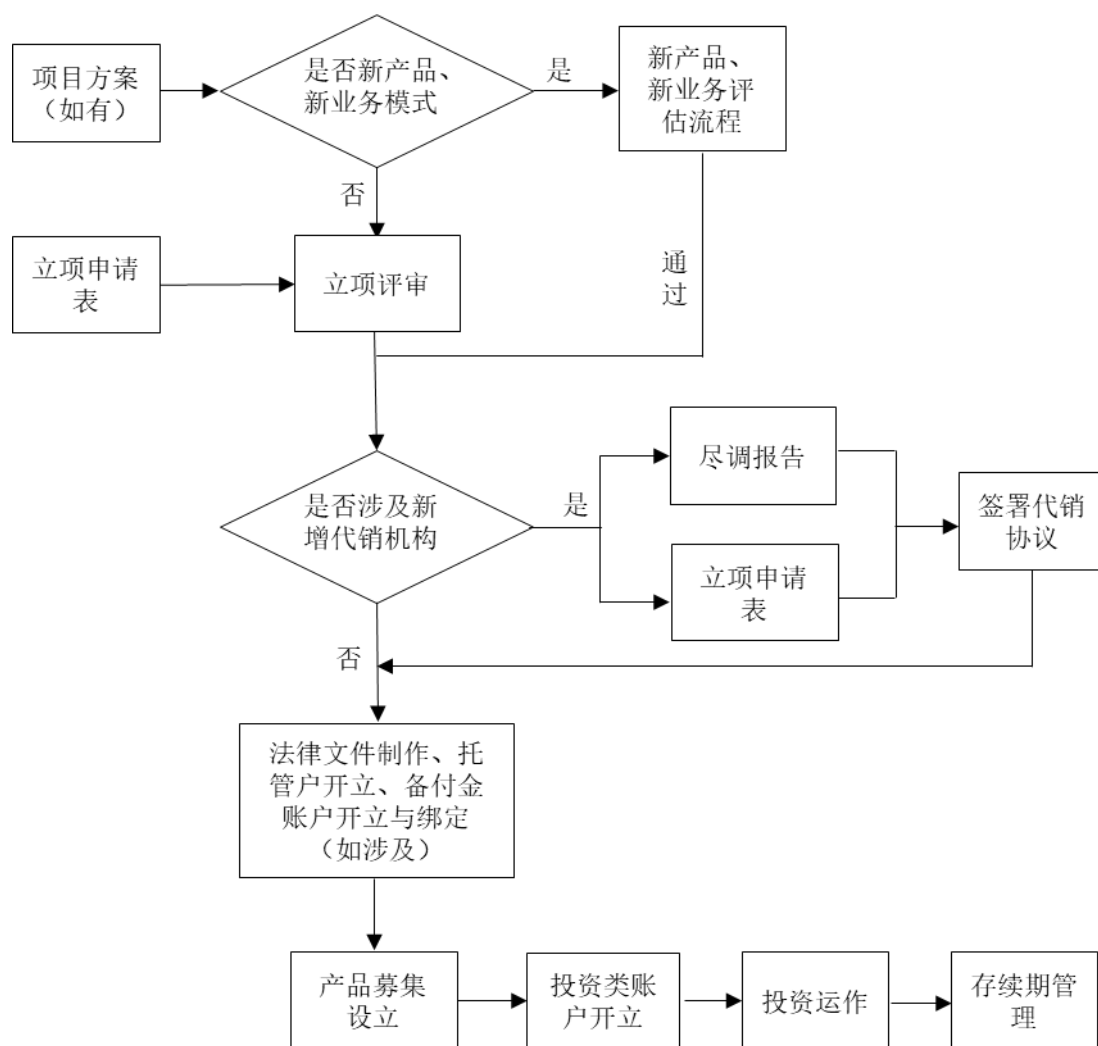 项目方案
（如有）
是否新产品、
新业务模式
是
新产品、
新业务评
估流程
否
立项申请
表
立项评审
通
过
是否涉及新
增代销机构
是
尽调报告
立项申请
表
签署代销
协议
否
法律文件制作、托
管户开立、备付金
账户开立与绑定
（如涉及）
产品募集
设立
投资类账
户开立
投资运作
存续期管
理